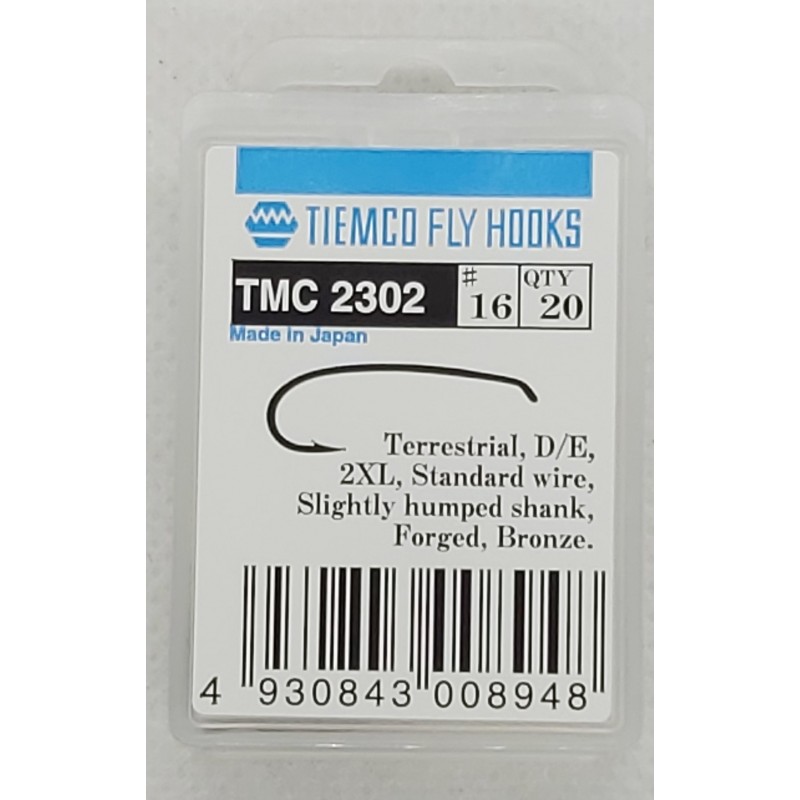 TIEMCO FLY HOOKS
TMC 2302 # 16 QTY 20
Made in Japan
Terrestrial, D/E,
2XL, Standard wire,
Slightly humped shank,
Forged, Bronze.
4 930843 008948